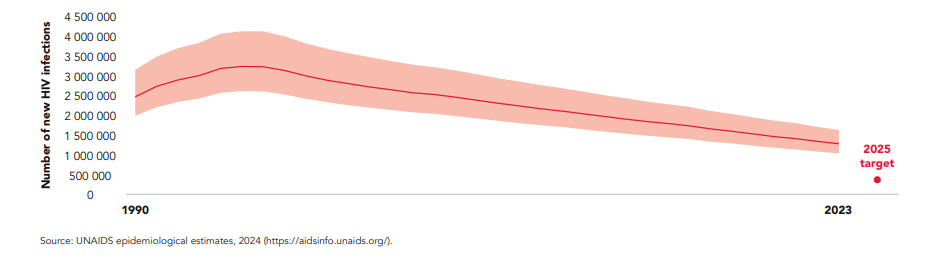 Number of new HIV infections
4 500 000
4 000 000
3 500 000
3 000 000
2 500 000
2 000 000
1 500 000
1 000 000
500 000
0
1990
2023
2025
target
Source: UNAIDS epidemiological estimates, 2024 (https://aidsinfo.unaids.org/).